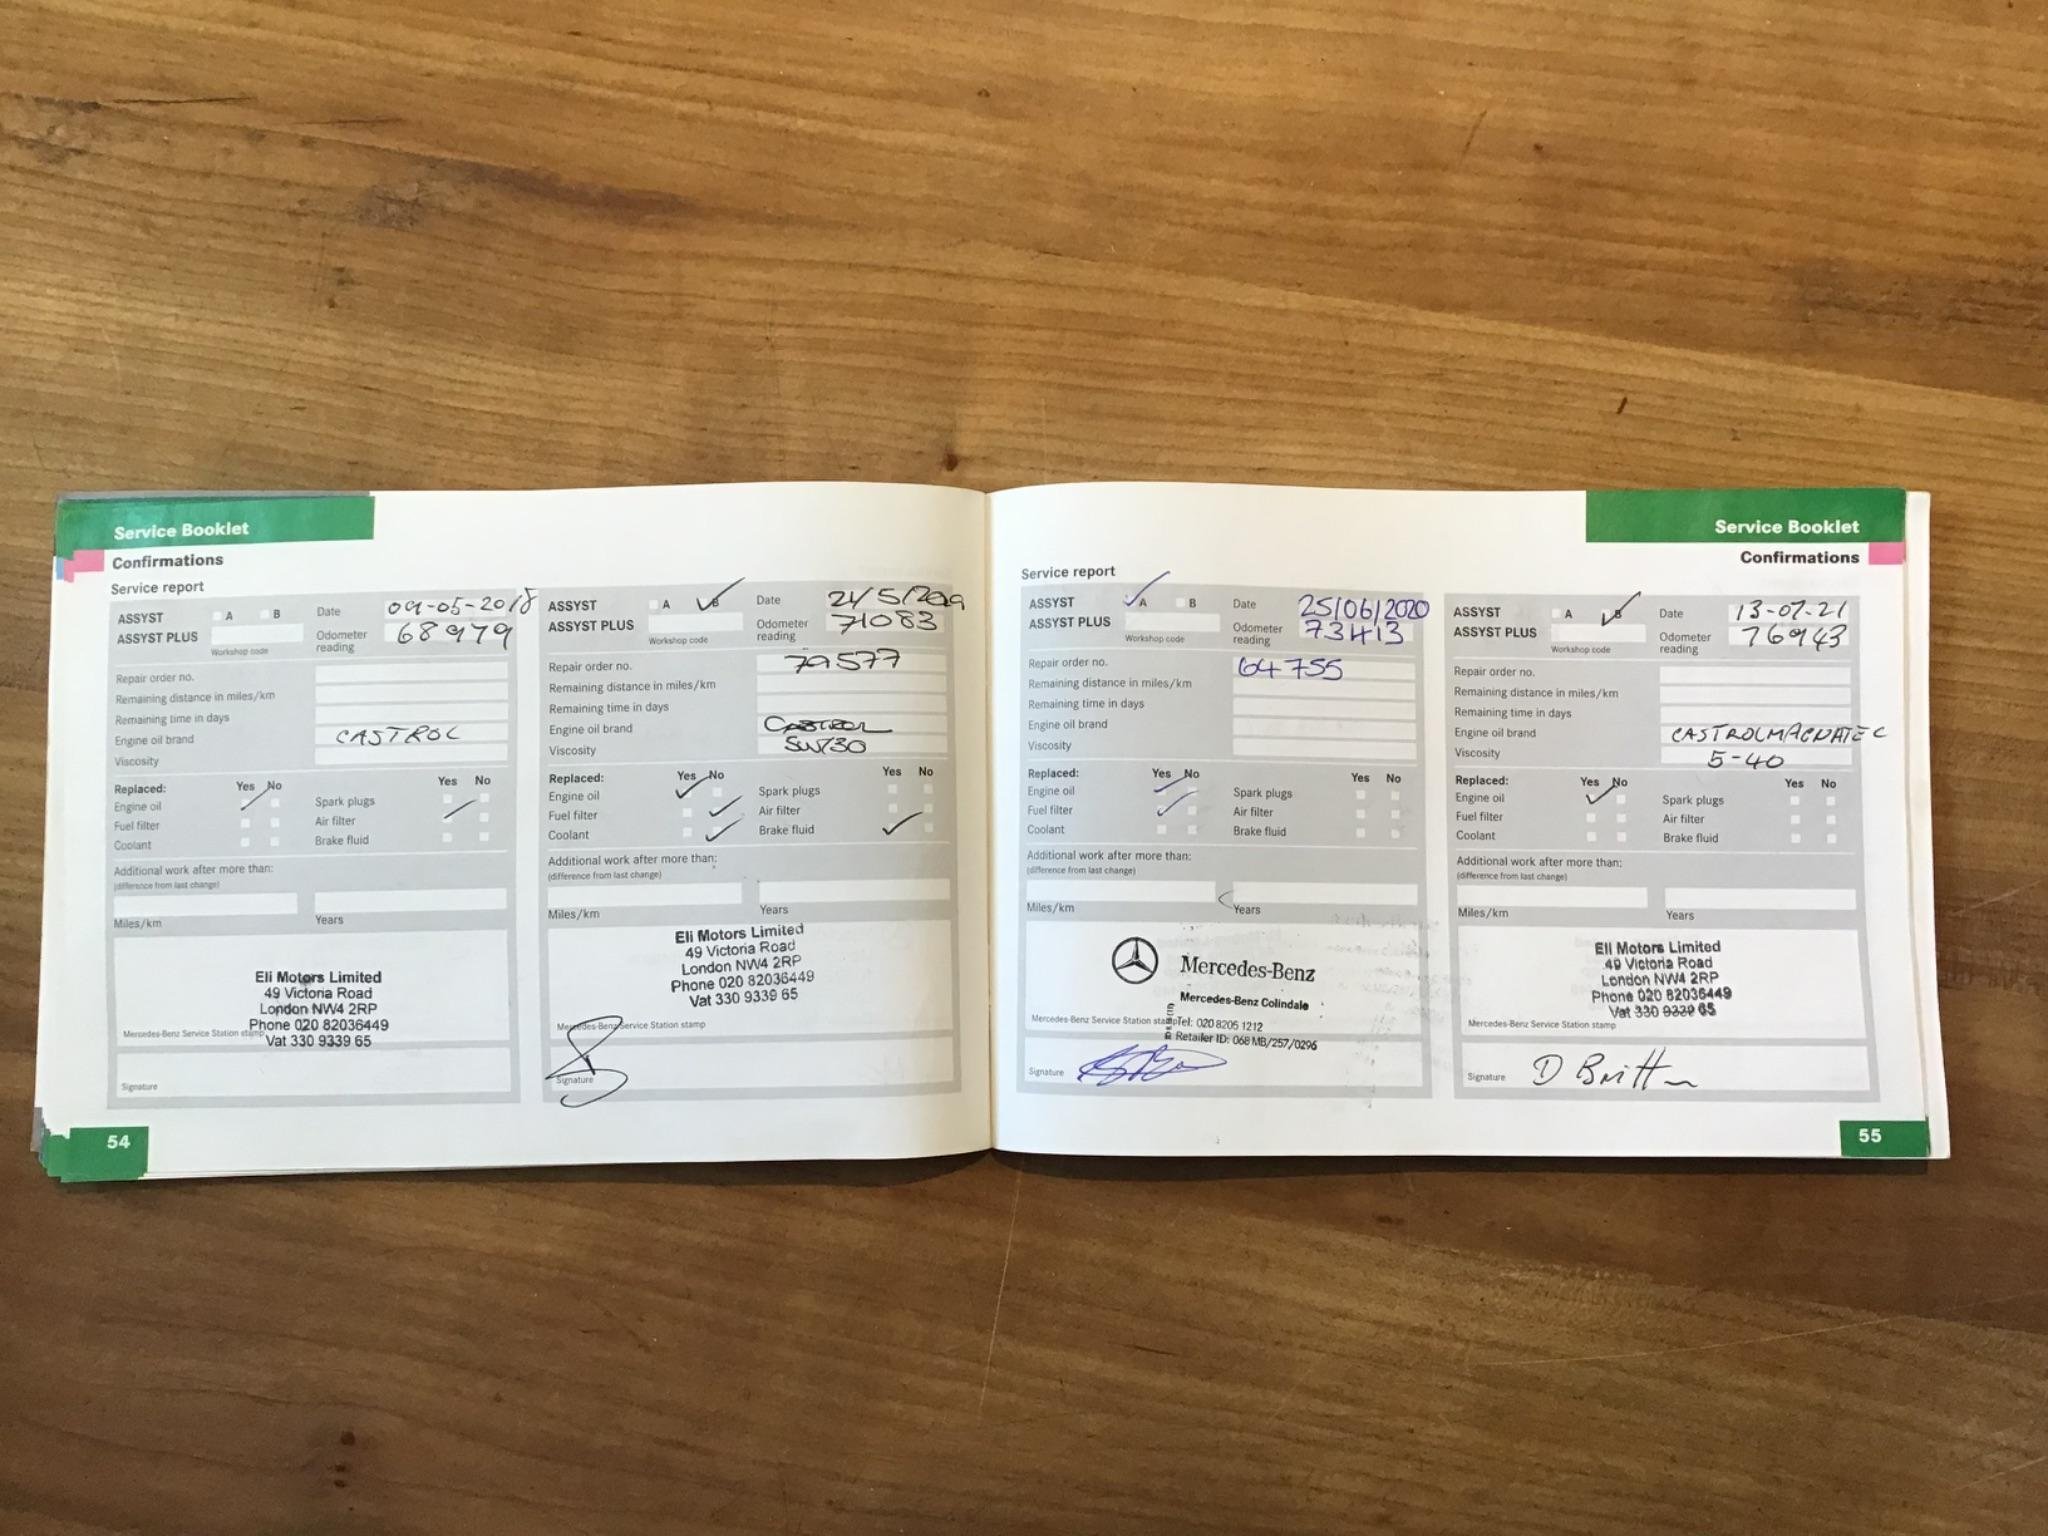 Service Booklet
Confirmations
Service report
ASSYST A B Date 09-05-2018
ASSYST PLUS Odometer reading 68979
Workshop code
Repair order no.
Remaining distance in miles/km
Remaining time in days
Engine oil brand CASTROL
Viscosity
Replaced: Yes No Yes No
Engine oil Spark plugs
Fuel filter Air filter
Coolant Brake fluid
Additional work after more than:
(difference from last change)
Miles/km Years
Eli Motors Limited
49 Victoria Road
London NW4 2RP
Phone 020 82036449
Vat 330 9339 65
Mercedes-Benz Service Station stamp
Signature
54
ASSYST A B Date 24/5/2019
ASSYST PLUS Odometer reading 71083
Workshop code
Repair order no. 79577
Remaining distance in miles/km
Remaining time in days
Engine oil brand CASTROL
Viscosity 5W/30
Replaced: Yes No Yes No
Engine oil Spark plugs
Fuel filter Air filter
Coolant Brake fluid
Additional work after more than:
(difference from last change)
Miles/km Years
Eli Motors Limited
49 Victoria Road
London NW4 2RP
Phone 020 82036449
Vat 330 9339 65
Mercedes-Benz Service Station stamp
Signature
Service Booklet
Confirmations
Service report
ASSYST A B Date 25/06/2020
ASSYST PLUS Odometer reading 73413
Workshop code
Repair order no. 64755
Remaining distance in miles/km
Remaining time in days
Engine oil brand
Viscosity
Replaced: Yes No Yes No
Engine oil Spark plugs
Fuel filter Air filter
Coolant Brake fluid
Additional work after more than:
(difference from last change)
Miles/km Years
Mercedes-Benz
Mercedes-Benz Colindale
Mercedes-Benz Service Station stamp
Tel: 020 8205 1212
Retailer ID: 068 MB/257/0296
Signature
ASSYST A B Date 13-07-21
ASSYST PLUS Odometer reading 76943
Workshop code
Repair order no.
Remaining distance in miles/km
Remaining time in days
Engine oil brand CASTROLMAGNATEC
Viscosity 5-40
Replaced: Yes No Yes No
Engine oil Spark plugs
Fuel filter Air filter
Coolant Brake fluid
Additional work after more than:
(difference from last change)
Miles/km Years
Eli Motors Limited
49 Victoria Road
London NW4 2RP
Phone 020 82036449
Vat 330 9339 65
Mercedes-Benz Service Station stamp
Signature D Britton
55